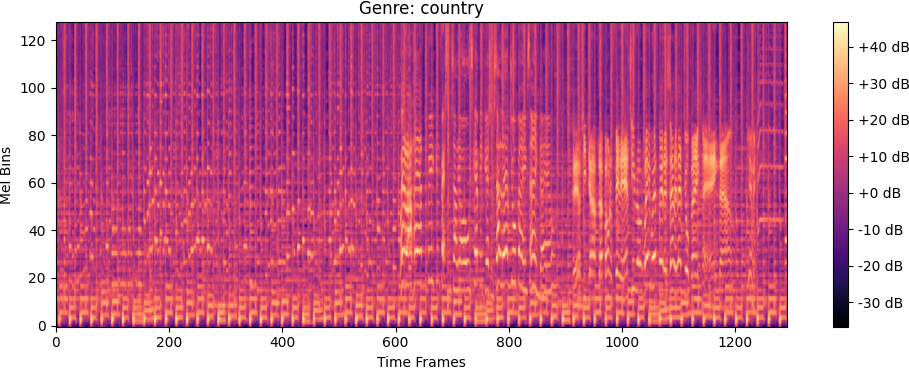 Genre: country
120
100
80
60
40
20
0
Mel Bins
0 200 400 600 800 1000 1200
Time Frames
+40 dB
+30 dB
+20 dB
+10 dB
+0 dB
-10 dB
-20 dB
-30 dB